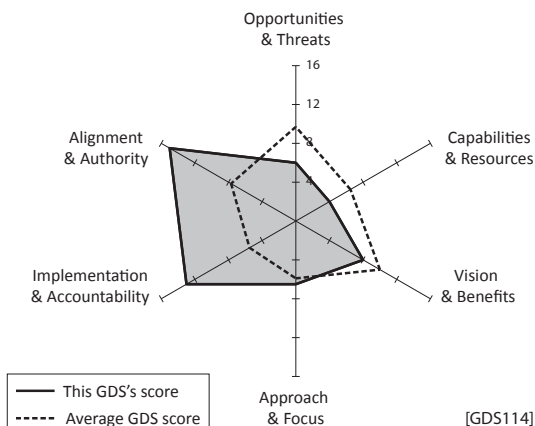 Opportunities
& Threats
16
12
8
4
Alignment
& Authority
Capabilities
& Resources
Implementation
& Accountability
Vision
& Benefits
Approach
& Focus
This GDS's score
Average GDS score
[GDS114]